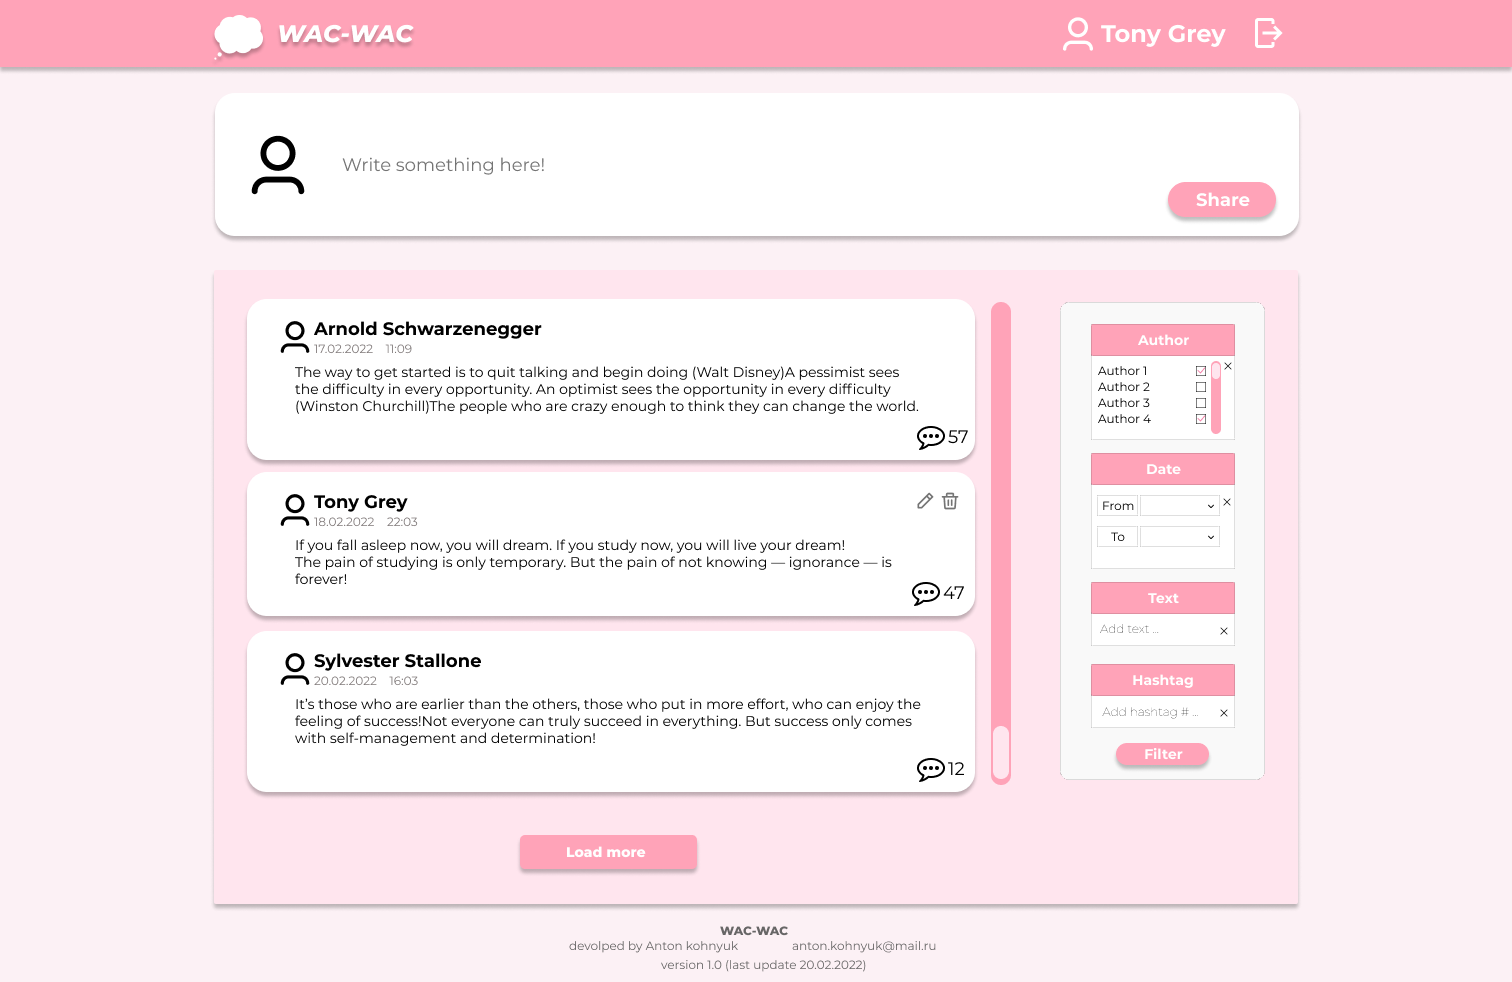 WAC-WAC
Tony Grey
Write something here!
Share
Arnold Schwarzenegger
17.02.2022 11:09
The way to get started is to quit talking and begin doing (Walt Disney)A pessimist sees
the difficulty in every opportunity. An optimist sees the opportunity in every difficulty
(Winston Churchill)The people who are crazy enough to think they can change the world.
57
Tony Grey
18.02.2022 22:03
If you fall asleep now, you will dream. If you study now, you will live your dream!
The pain of studying is only temporary. But the pain of not knowing — ignorance — is
forever!
47
Sylvester Stallone
20.02.2022 16:03
It’s those who are earlier than the others, those who put in more effort, who can enjoy the
feeling of success!Not everyone can truly succeed in everything. But success only comes
with self-management and determination!
12
Load more
Author
Author 1
Author 2
Author 3
Author 4
Date
From
To
Text
Add text ...
Hashtag
Add hashtag # ...
Filter
WAC-WAC
devolped by Anton kohnyuk anton.kohnyuk@mail.ru
version 1.0 (last update 20.02.2022)